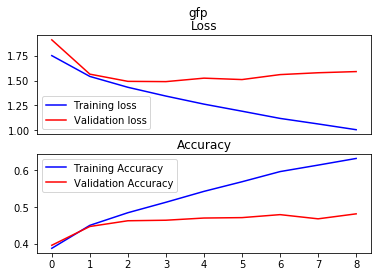 gfp
Loss
1.75
1.50
1.25
1.00
Training loss
Validation loss
Accuracy
0.6
0.5
0.4
Training Accuracy
Validation Accuracy
0 1 2 3 4 5 6 7 8